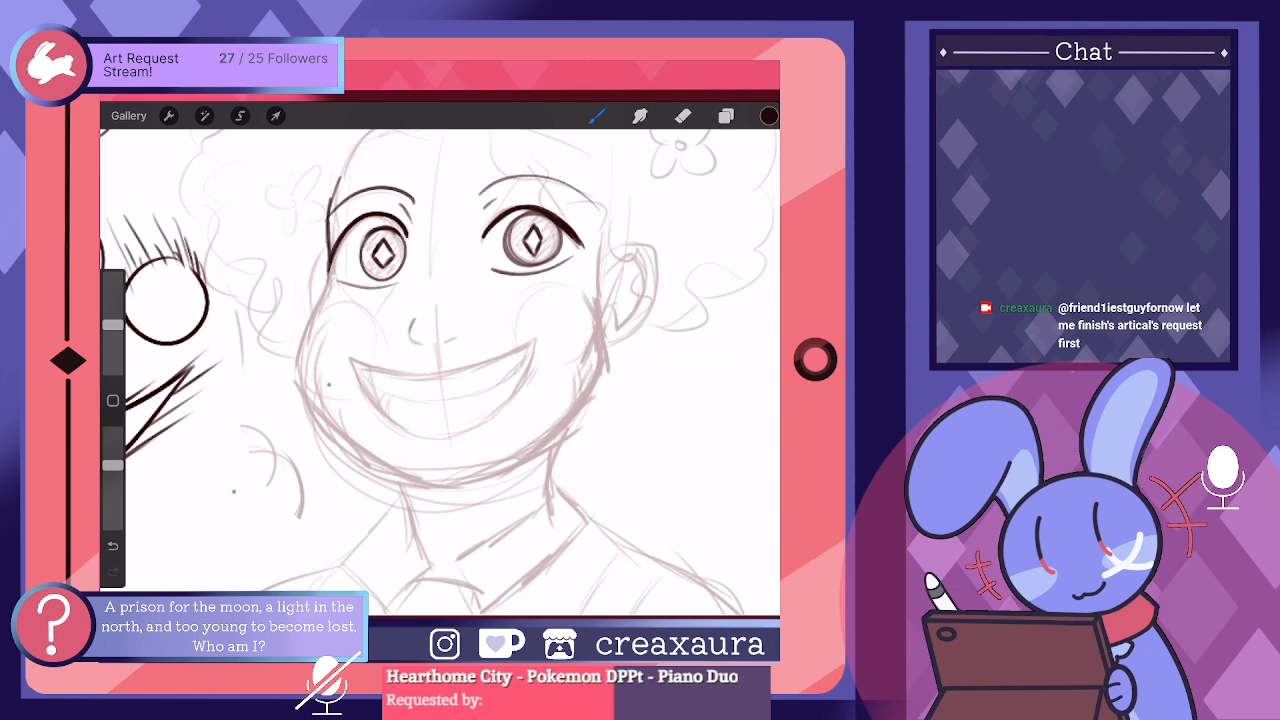 Art Request
Stream!
27 / 25 Followers
Gallery
Chat
creaxaura @friend1iestguyfornow let
me finish's artical's request
first
A prison for the moon, a light in the
north, and too young to become lost.
Who am I?
creaxaura
Hearthome City - Pokemon DPPt - Piano Duo
Requested by: